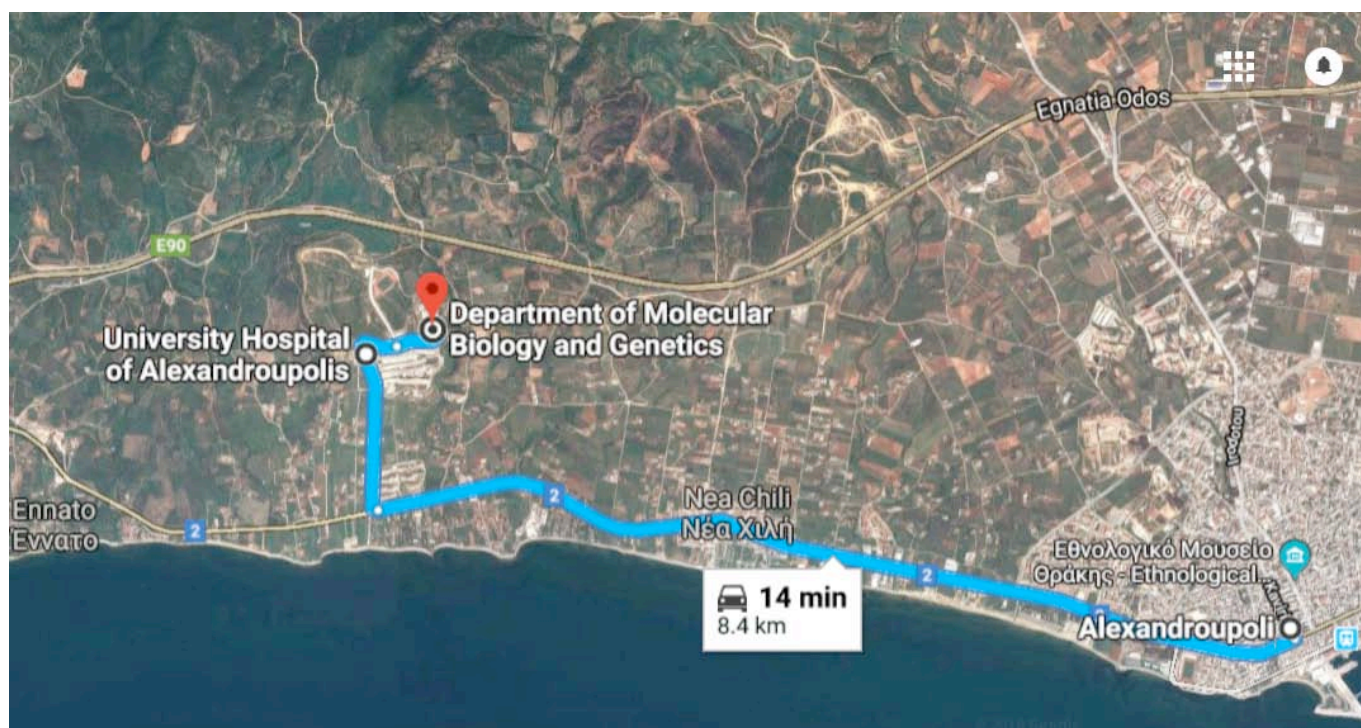 Egnatia Odos
E90
Department of Molecular
Biology and Genetics
University Hospital
of Alexandroupolis
2
2
Nea Chili
Νέα Χιλή
Ennato
Έννατο
2
14 min
8.4 km
Εθνολογικό Μουσείο
Θράκης - Ethnological...
Alexandroupoli